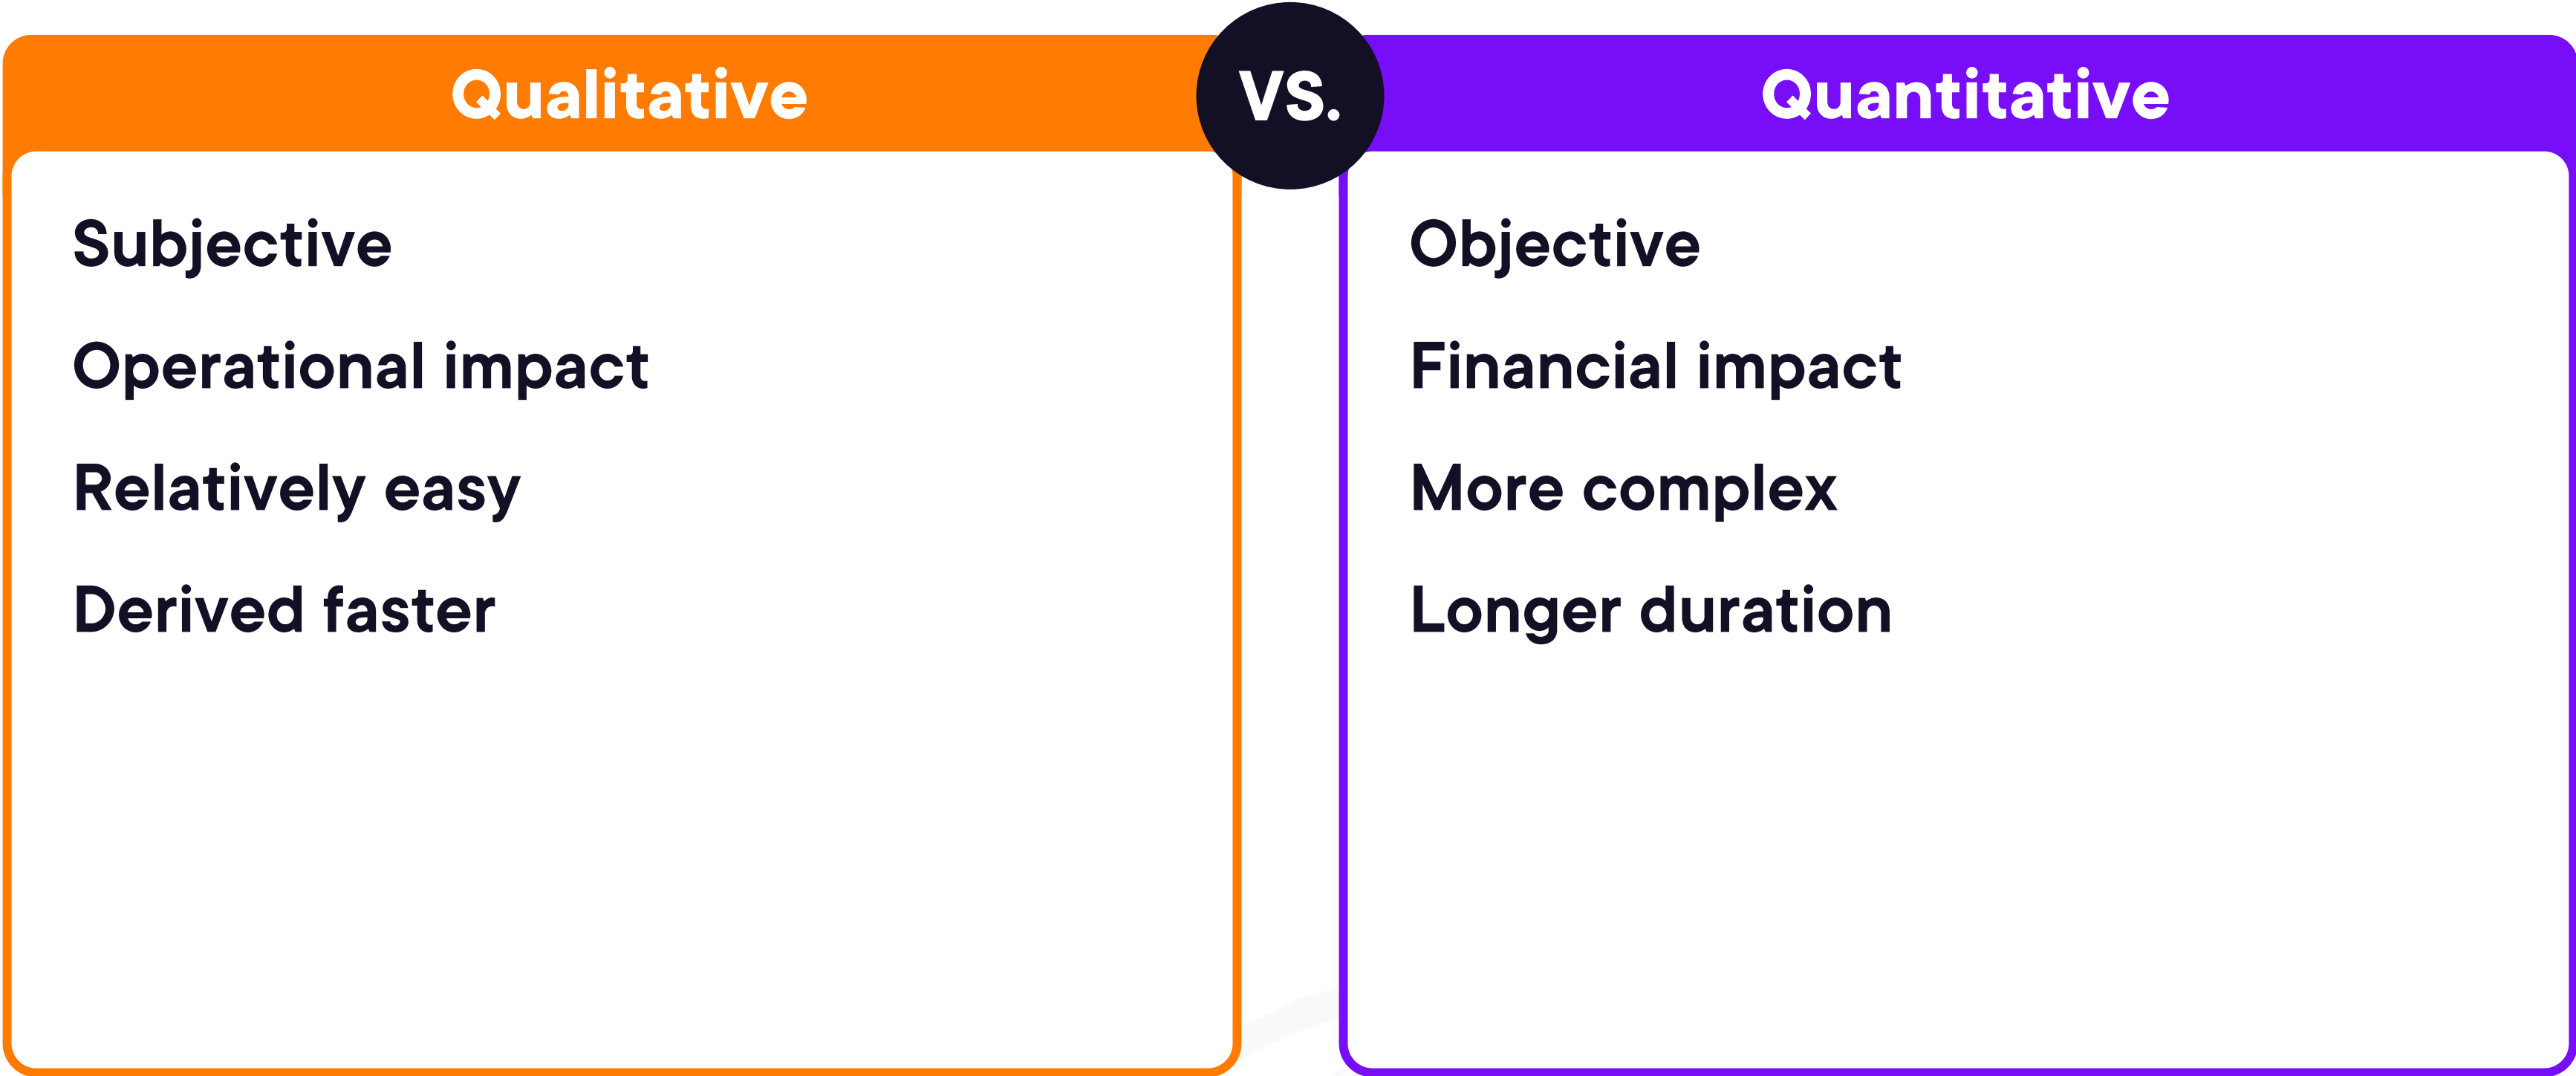 Qualitative
VS.
Quantitative
Subjective
Operational impact
Relatively easy
Derived faster
Objective
Financial impact
More complex
Longer duration